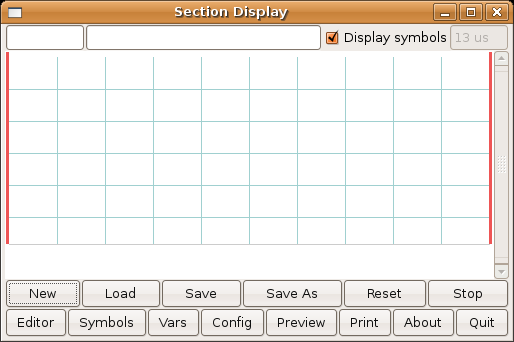 Section Display
Display symbols 13 us
New Load Save Save As Reset Stop
Editor Symbols Vars Config Preview Print About Quit